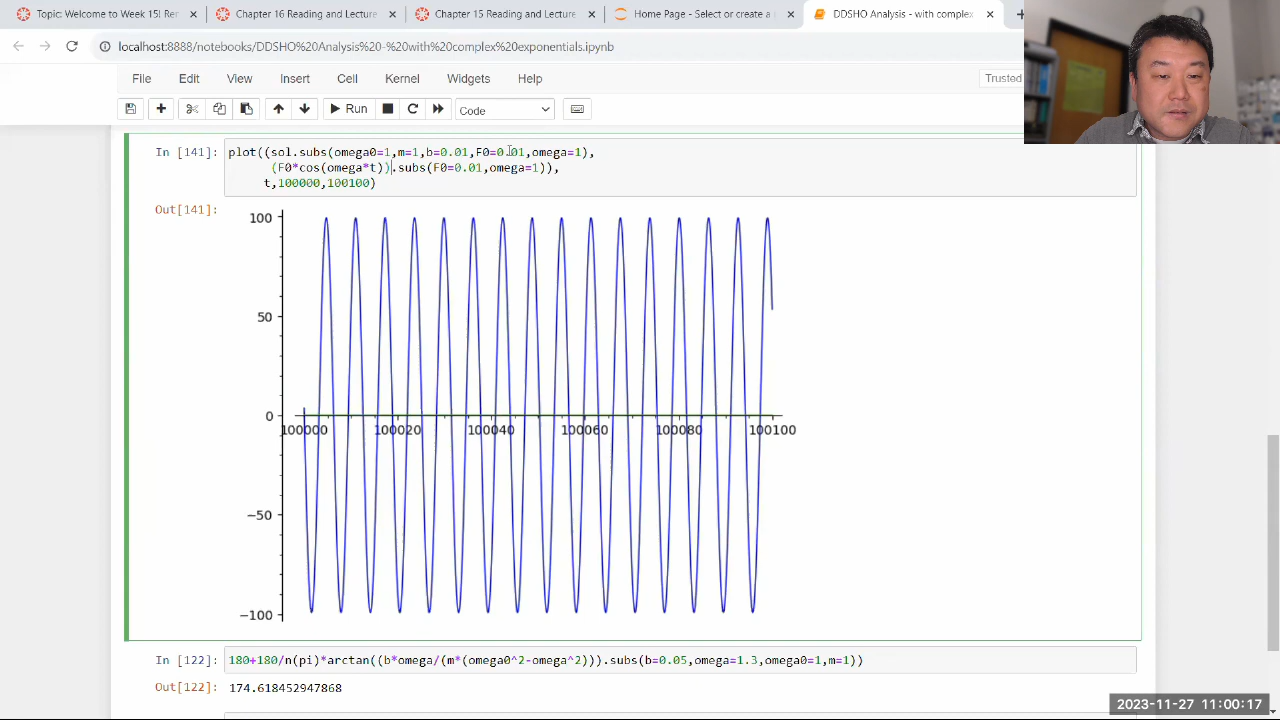 Topic: Welcome to Week 15! Rer
Chapter 16 Reading and Lecture
Chapter 15 Reading and Lecture
Home Page - Select or create a
DDSHO Analysis - with complex
localhost:8888/notebooks/DDSHO%20Analysis%20-%20with%20complex%20exponentials.ipynb
File Edit View Insert Cell Kernel Widgets Help Trusted
Run Code
In [141]: plot((sol.subs(omega0=1,m=1,b=0.01,F0=0.01,omega=1),
(F0*cos(omega*t)).subs(F0=0.01,omega=1)),
t,100000,100100)
Out[141]:
100
50
0
100000 100020 100040 100060 100080 100100
−50
−100
In [122]: 180+180/n(pi)*arctan((b*omega/(m*(omega0^2-omega^2))).subs(b=0.05,omega=1.3,omega0=1,m=1))
Out[122]: 174.618452947868
2023-11-27 11:00:17